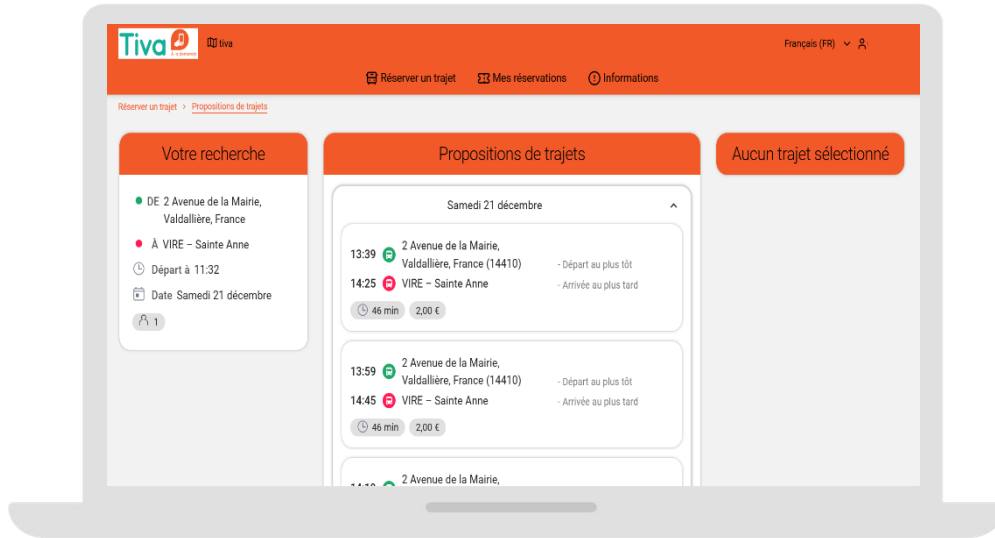 Tiva
tiva
Français (FR)
Réserver un trajet
Mes réservations
Informations
Réserver un trajet > Propositions de trajets
Votre recherche
DE 2 Avenue de la Mairie,
Valdallière, France
À VIRE – Sainte Anne
Départ à 11:32
Date Samedi 21 décembre
1
Propositions de trajets
Samedi 21 décembre
13:39 2 Avenue de la Mairie,
Valdallière, France (14410)
- Départ au plus tôt
14:25 VIRE – Sainte Anne
- Arrivée au plus tard
46 min 2,00 €
13:59 2 Avenue de la Mairie,
Valdallière, France (14410)
- Départ au plus tôt
14:45 VIRE – Sainte Anne
- Arrivée au plus tard
46 min 2,00 €
2 Avenue de la Mairie,
Aucun trajet sélectionné